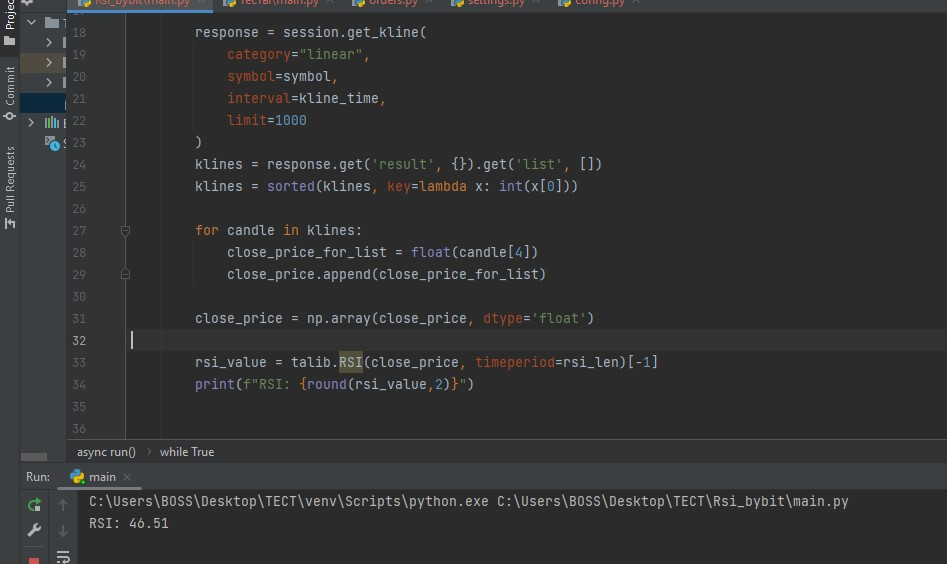 Rsi_bybit\main.py
settings.py
config.py
Project
Commit
Pull Requests
18 response = session.get_kline(
19 category="linear",
20 symbol=symbol,
21 interval=kline_time,
22 limit=1000
23 )
24 klines = response.get('result', {}).get('list', [])
25 klines = sorted(klines, key=lambda x: int(x[0]))
26
27 for candle in klines:
28 close_price_for_list = float(candle[4])
29 close_price.append(close_price_for_list)
30
31 close_price = np.array(close_price, dtype='float')
32
33 rsi_value = talib.RSI(close_price, timeperiod=rsi_len)[-1]
34 print(f"RSI: {round(rsi_value,2)}")
35
36
async run() › while True
Run: main ×
C:\Users\BOSS\Desktop\TECT\venv\Scripts\python.exe C:\Users\BOSS\Desktop\TECT\Rsi_bybit\main.py
RSI: 46.51